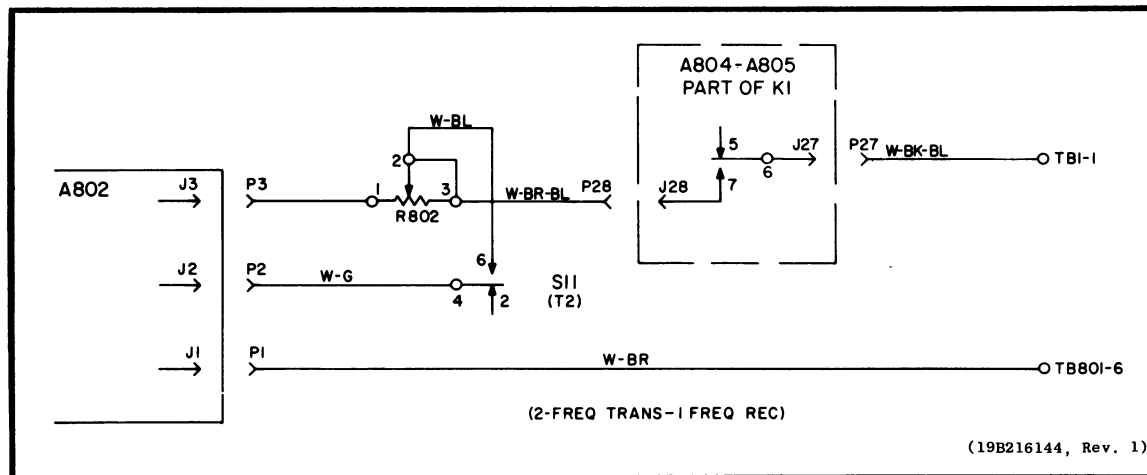 A804-A805
PART OF K1
W-BL
5
J27
P27
W-BK-BL
TB1-1
2
6
A802
J3
P3
1
3
W-BR-BL
P28
J28
7
R802
6
J2
P2
W-G
S11
4
2
(T2)
J1
P1
W-BR
TB801-6
(2-FREQ TRANS-1 FREQ REC)
(19B216144, Rev. 1)